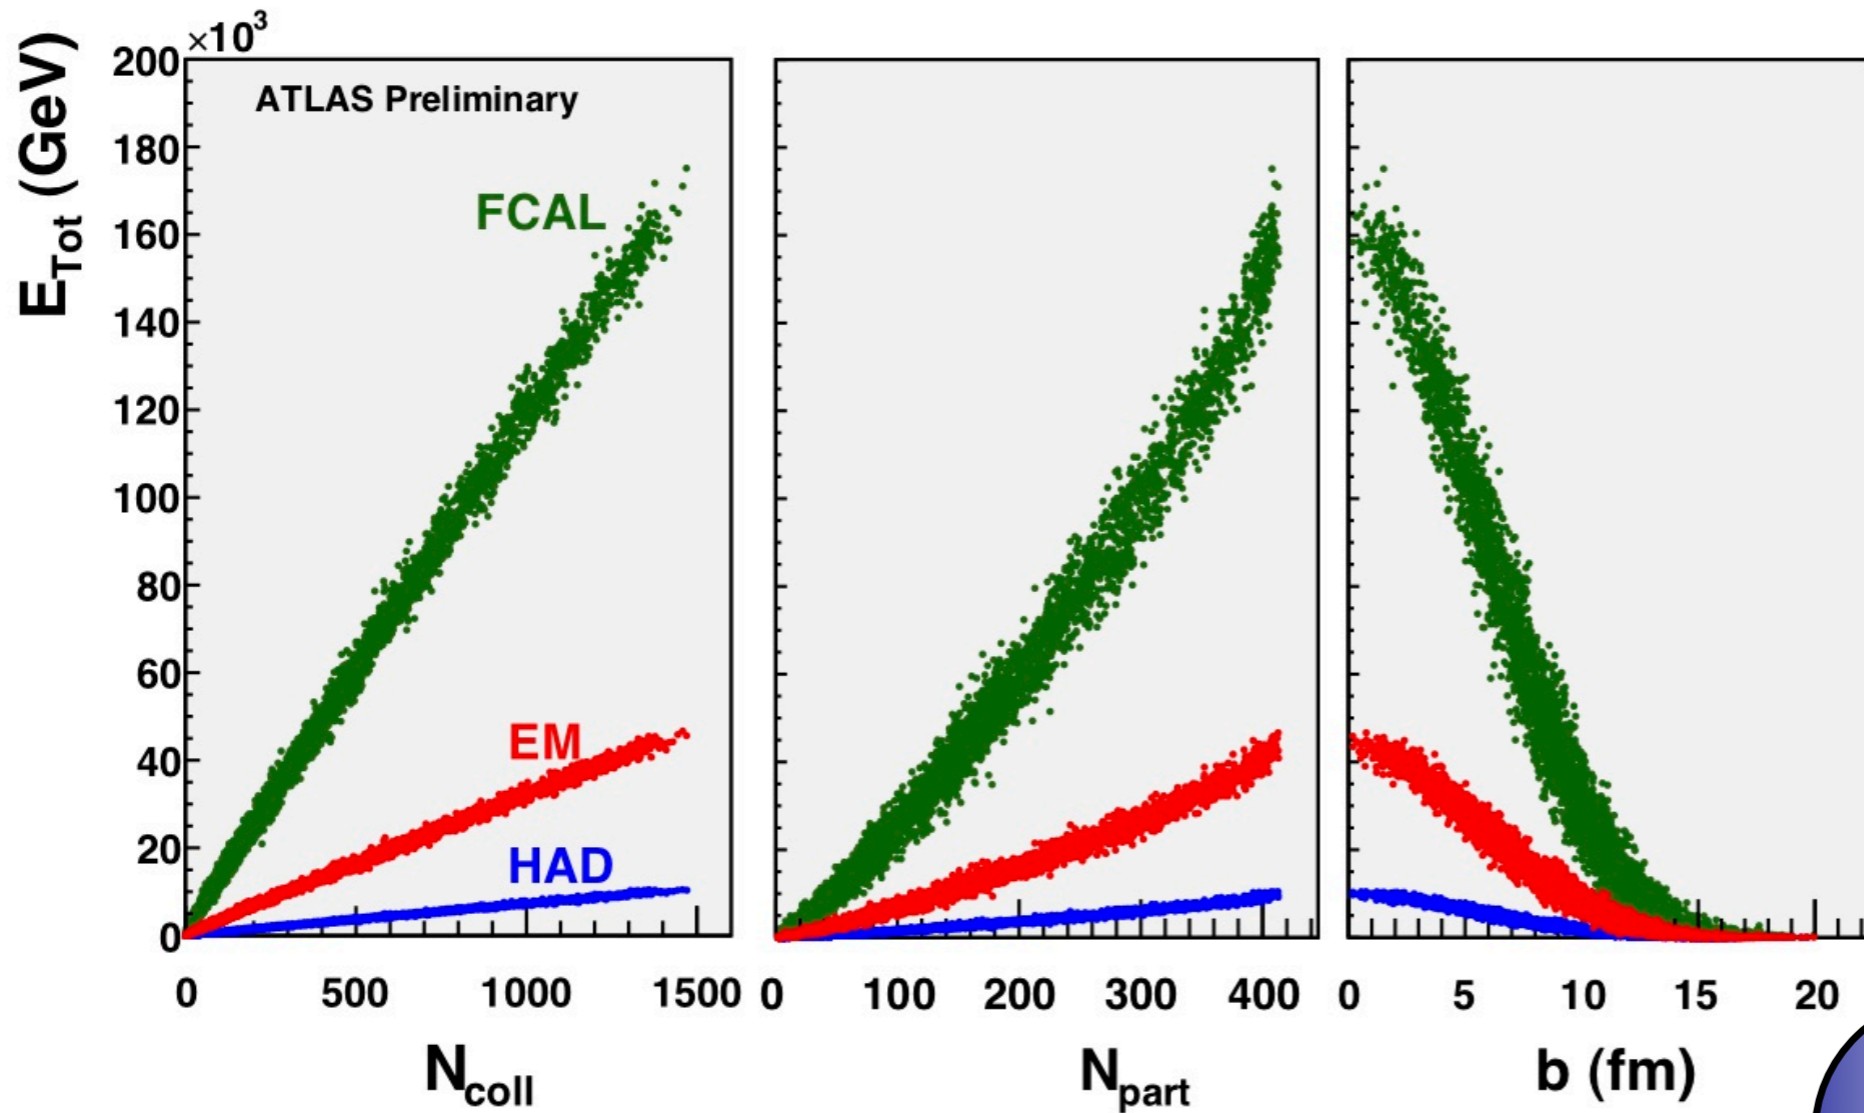 ×10³
E_Tot (GeV)
200
180
160
140
120
100
80
60
40
20
0
ATLAS Preliminary
FCAL
EM
HAD
0 500 1000 1500
0 100 200 300 400
0 5 10 15 20
N_coll
N_part
b (fm)